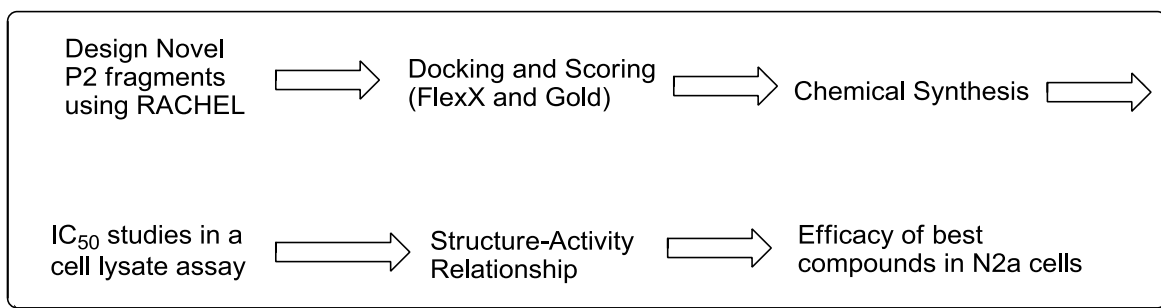 Design Novel
P2 fragments
using RACHEL
Docking and Scoring
(FlexX and Gold)
Chemical Synthesis
IC50 studies in a
cell lysate assay
Structure-Activity
Relationship
Efficacy of best
compounds in N2a cells